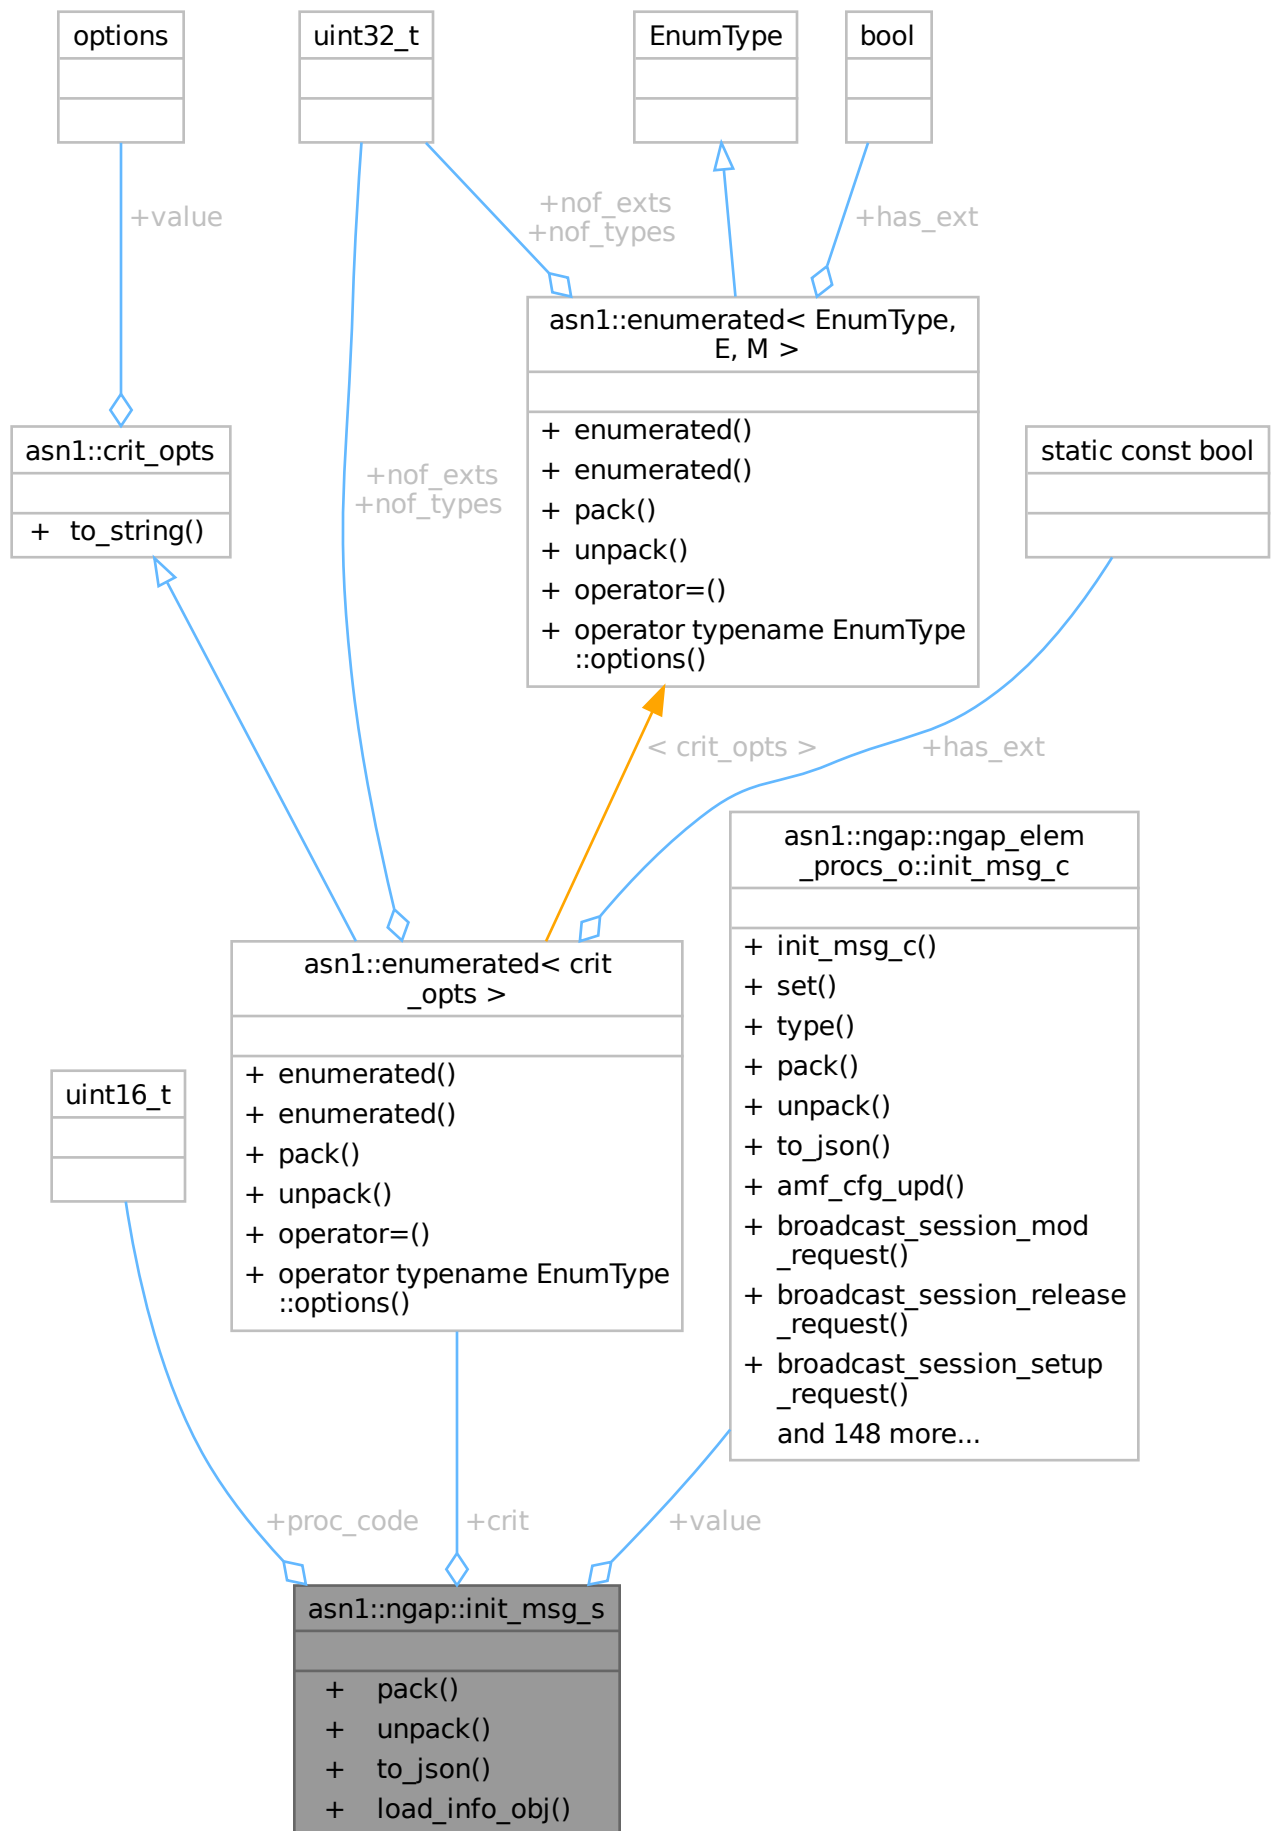 options
uint32_t
EnumType
bool
+value
+nof_exts
+nof_types
+has_ext
asn1::enumerated< EnumType,
E, M >
+ enumerated()
+ enumerated()
+ pack()
+ unpack()
+ operator=()
+ operator typename EnumType
::options()
asn1::crit_opts
+ to_string()
+nof_exts
+nof_types
static const bool
< crit_opts >
+has_ext
asn1::ngap::ngap_elem
_procs_o::init_msg_c
+ init_msg_c()
+ set()
+ type()
+ pack()
+ unpack()
+ to_json()
+ amf_cfg_upd()
+ broadcast_session_mod
_request()
+ broadcast_session_release
_request()
+ broadcast_session_setup
_request()
and 148 more...
asn1::enumerated< crit
_opts >
+ enumerated()
+ enumerated()
+ pack()
+ unpack()
+ operator=()
+ operator typename EnumType
::options()
uint16_t
+proc_code
+crit
+value
asn1::ngap::init_msg_s
+ pack()
+ unpack()
+ to_json()
+ load_info_obj()